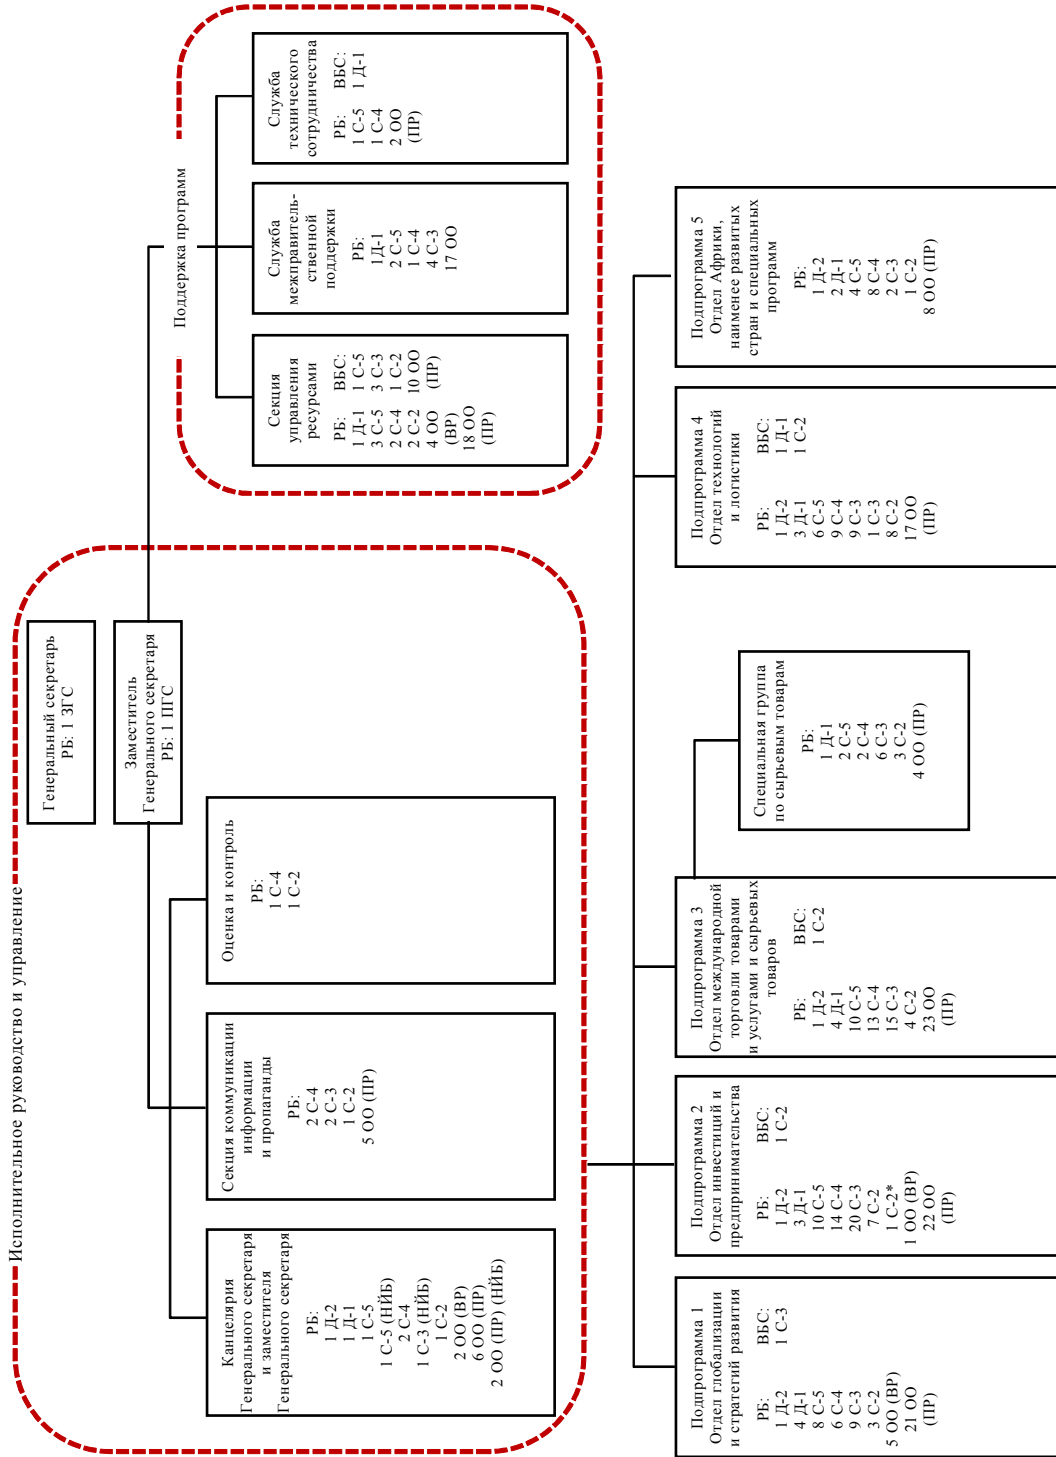 Исполнительное руководство и управление
Генеральный секретарь
РБ: 1 ЗГС
Заместитель
Генерального секретаря
РБ: 1 ПГС
Канцелярия
Генерального секретаря
и заместителя
Генерального секретаря
РБ:
1 Д-2
1 Д-1
1 С-5
1 С-5 (НЙБ)
2 С-4
1 С-3 (НЙБ)
1 С-2
2 ОО (ВР)
6 ОО (ПР)
2 ОО (ПР) (НЙБ)
Секция коммуникации
информации
и пропаганды
РБ:
2 С-4
2 С-3
1 С-2
5 ОО (ПР)
Оценка и контроль
РБ:
1 С-4
1 С-2
Поддержка программ
Секция
управления
ресурсами
РБ:
1 Д-1
3 С-5
2 С-4
2 С-2
4 ОО
(ВР)
18 ОО
(ПР)
ВБС:
1 С-5
3 С-3
1 С-2
10 ОО
(ПР)
Служба
межправитель-
ственной
поддержки
РБ:
1Д-1
2 С-5
1 С-4
4 С-3
17 ОО
Служба
технического
сотрудничества
РБ:
1 С-5
1 С-4
2 ОО
(ПР)
ВБС:
1 Д-1
Подпрограмма 1
Отдел глобализации
и стратегий развития
РБ:
1 Д-2
4 Д-1
8 С-5
6 С-4
9 С-3
3 С-2
5 ОО (ВР)
21 ОО
(ПР)
ВБС:
1 С-3
Подпрограмма 2
Отдел инвестиций и
предпринимательства
РБ:
1 Д-2
3 Д-1
10 С-5
14 С-4
20 С-3
7 С-2
1 С-2*
1 ОО (ВР)
22 ОО
(ПР)
ВБС:
1 С-2
Подпрограмма 3
Отдел международной
торговли товарами
и услугами и сырьевых
товаров
РБ:
1 Д-2
4 Д-1
10 С-5
13 С-4
15 С-3
4 С-2
23 ОО
(ПР)
ВБС:
1 С-2
Специальная группа
по сырьевым товарам
РБ:
1 Д-1
2 С-5
2 С-4
6 С-3
3 С-2
4 ОО (ПР)
Подпрограмма 4
Отдел технологий
и логистики
РБ:
1 Д-2
3 Д-1
6 С-5
9 С-4
9 С-3
1 С-3
8 С-2
17 ОО
(ПР)
ВБС:
1 Д-1
1 С-2
Подпрограмма 5
Отдел Африки,
наименее развитых
стран и специальных
программ
РБ:
1 Д-2
2 Д-1
4 С-5
8 С-4
2 С-3
1 С-2
8 ОО (ПР)